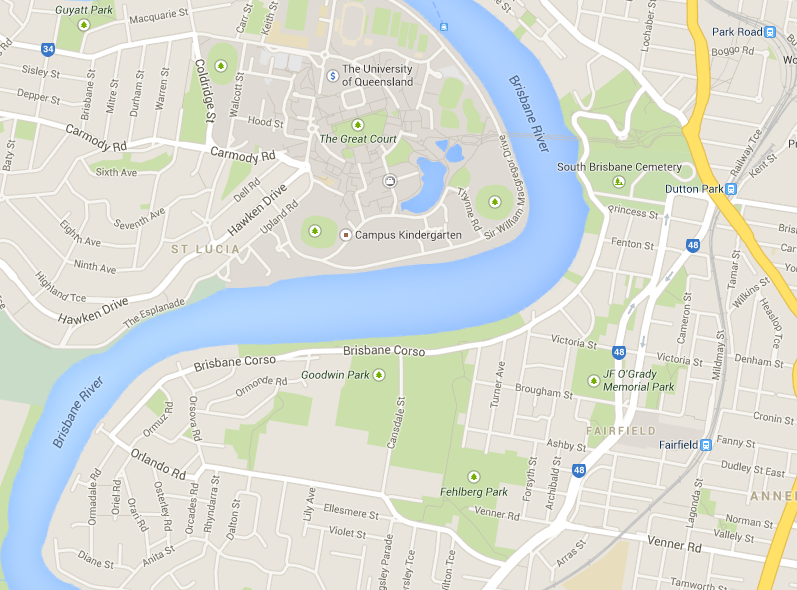 Guyatt Park
Macquarie St
Carr St
Keith St
Lochaber St
Park Road
Boggo Rd
34
Sisley St
Depper St
Brisbane St
Mitre St
Durham St
Warren St
Coldridge St
Walcott St
The University
of Queensland
Brisbane River
Hood St
The Great Court
Carmody Rd
Carmody Rd
Baty St
Sixth Ave
Dell Rd
Hawken Drive
Upland Rd
Seventh Ave
Eighth Ave
Ninth Ave
ST LUCIA
Campus Kindergarten
Sir William Macgregor Drive
South Brisbane Cemetery
Dutton Park
Railway Tce
Kent St
Princess St
Fenton St
48
Highland Tce
Hawken Drive
The Esplanade
Tamar St
Wilkins St
Heaslop Tce
Cameron St
Mildmay St
Brisbane Corso
Brisbane Corso
Victoria St
48
Victoria St
Denham St
Goodwin Park
JF O'Grady
Memorial Park
Turner Ave
Brougham St
Ormonde Rd
Brisbane River
Ormuz Rd
Orsova Rd
Cansdale St
FAIRFIELD
Cronin St
Ashby St
Fairfield
Fanny St
Orlando Rd
48
Dudley St East
Fehlberg Park
Forsyth St
Archibald St
Ormadale Rd
Oriel Rd
Orari Rd
Osterley Rd
Orcades Rd
Rhyndarra St
Dalton St
Lily Ave
Ellesmere St
Violet St
Venner Rd
Lagonda St
Norman St
Vallely St
Venner Rd
Diane St
Anita St
Arras St
Tamworth St